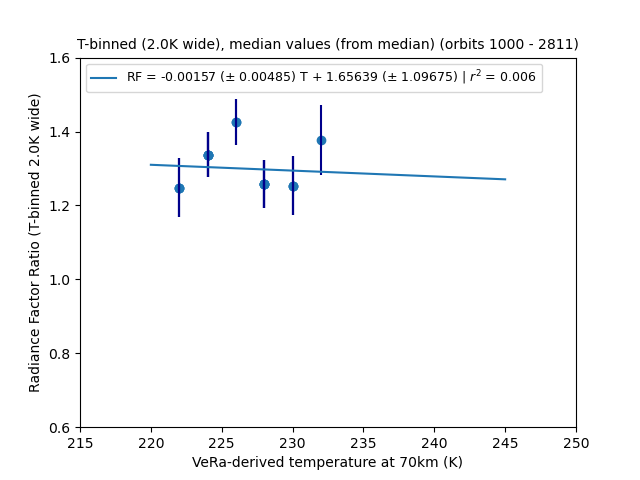 T-binned (2.0K wide), median values (from median) (orbits 1000 - 2811)
RF = -0.00157 (± 0.00485) T + 1.65639 (± 1.09675) | r² = 0.006
1.6
1.4
1.2
1.0
0.8
0.6
Radiance Factor Ratio (T-binned 2.0K wide)
215 220 225 230 235 240 245 250
VeRa-derived temperature at 70km (K)